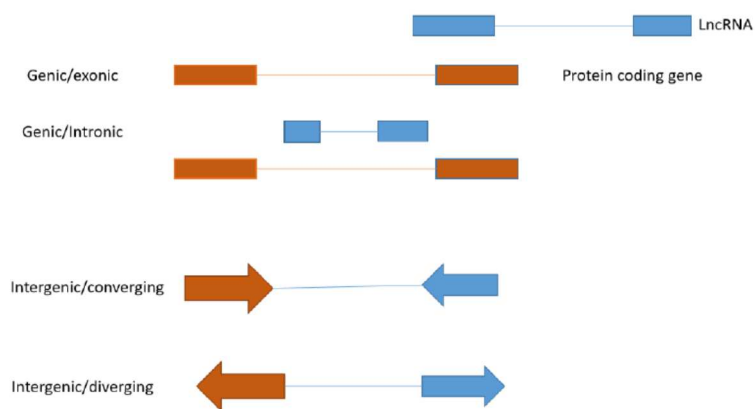 LncRNA
Genic/exonic
Protein coding gene
Genic/Intronic
Intergenic/converging
Intergenic/diverging